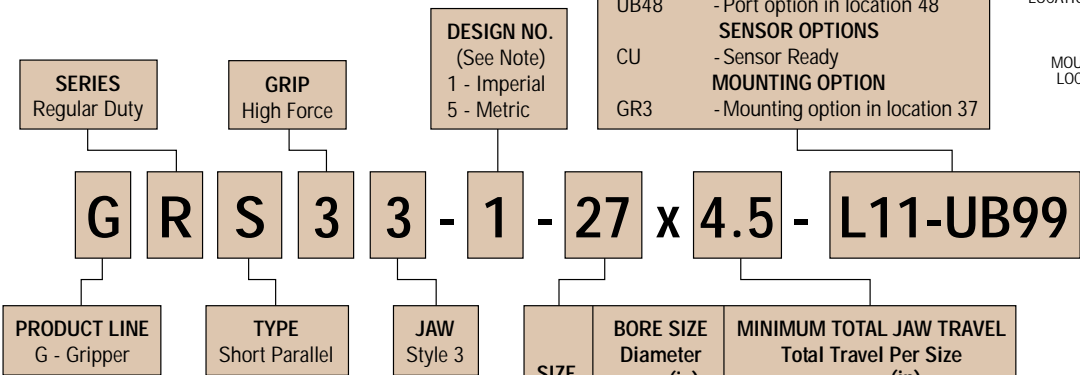 UB48 - Port option in location 48
SENSOR OPTIONS
CU - Sensor Ready
MOUNTING OPTION
GR3 - Mounting option in location 37
DESIGN NO.
(See Note)
1 - Imperial
5 - Metric
SERIES
Regular Duty
GRIP
High Force
G R S 3 3 - 1 - 27 x 4.5 - L11-UB99
PRODUCT LINE
G - Gripper
TYPE
Short Parallel
JAW
Style 3
SIZE
BORE SIZE
Diameter
(in)
MINIMUM TOTAL JAW TRAVEL
Total Travel Per Size
(in)